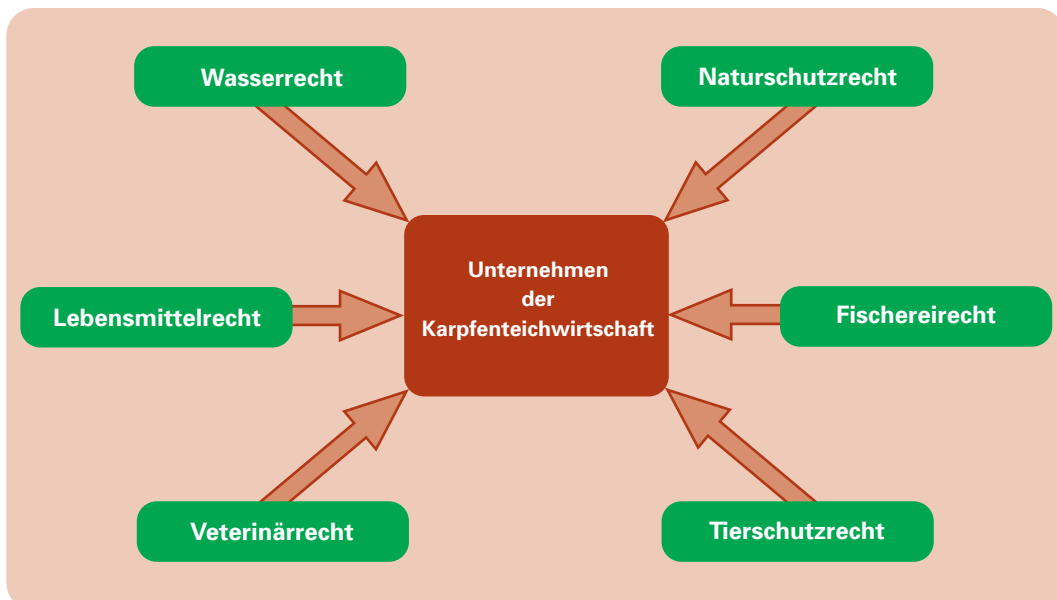 Wasserrecht
Naturschutzrecht
Unternehmen
der
Karpfenteichwirtschaft
Lebensmittelrecht
Fischereirecht
Veterinärrecht
Tierschutzrecht